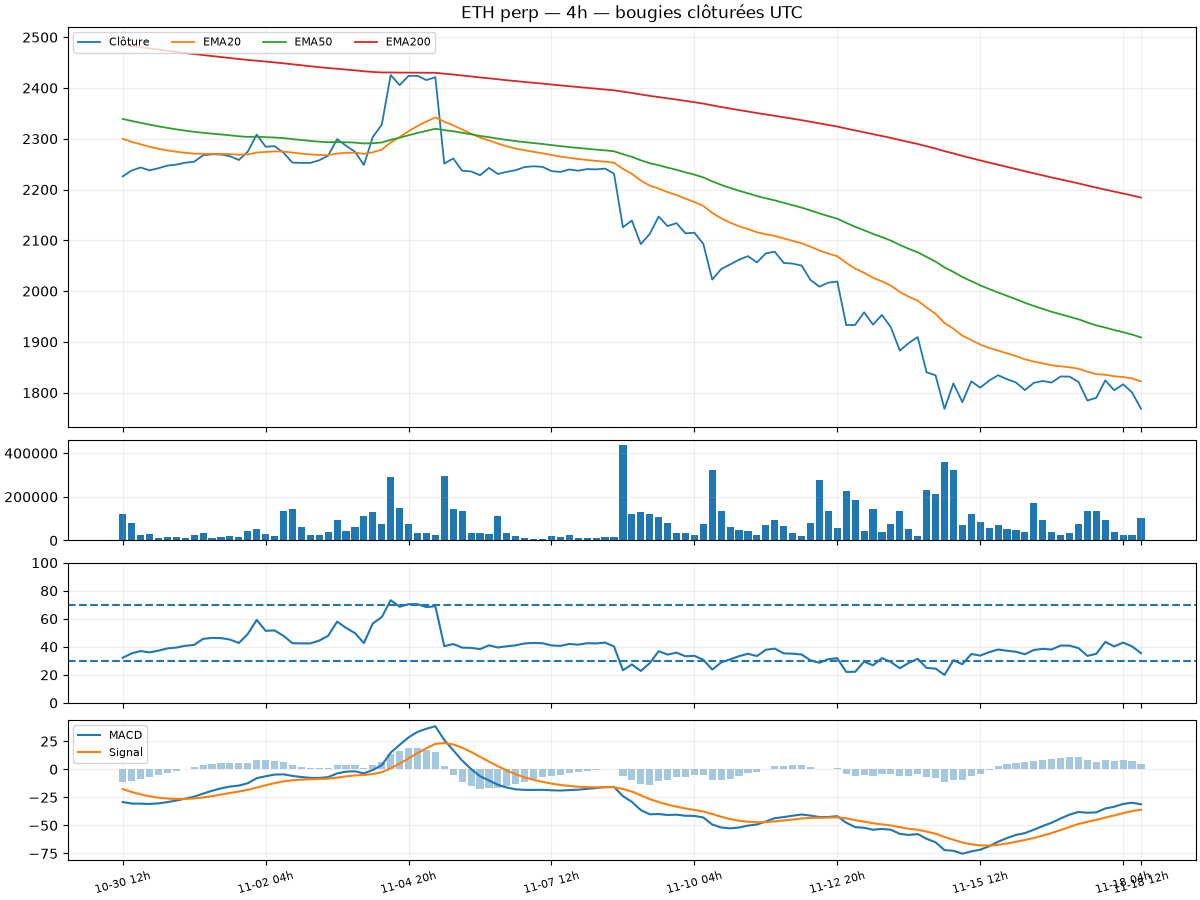 ETH perp — 4h — bougies clôturées UTC
Clôture
EMA20
EMA50
EMA200
2500
2400
2300
2200
2100
2000
1900
1800
400000
200000
0
100
80
60
40
20
0
MACD
Signal
25
0
−25
−50
−75
10-30 12h
11-02 04h
11-04 20h
11-07 12h
11-10 04h
11-12 20h
11-15 12h
11-18 04h
11-18 12h